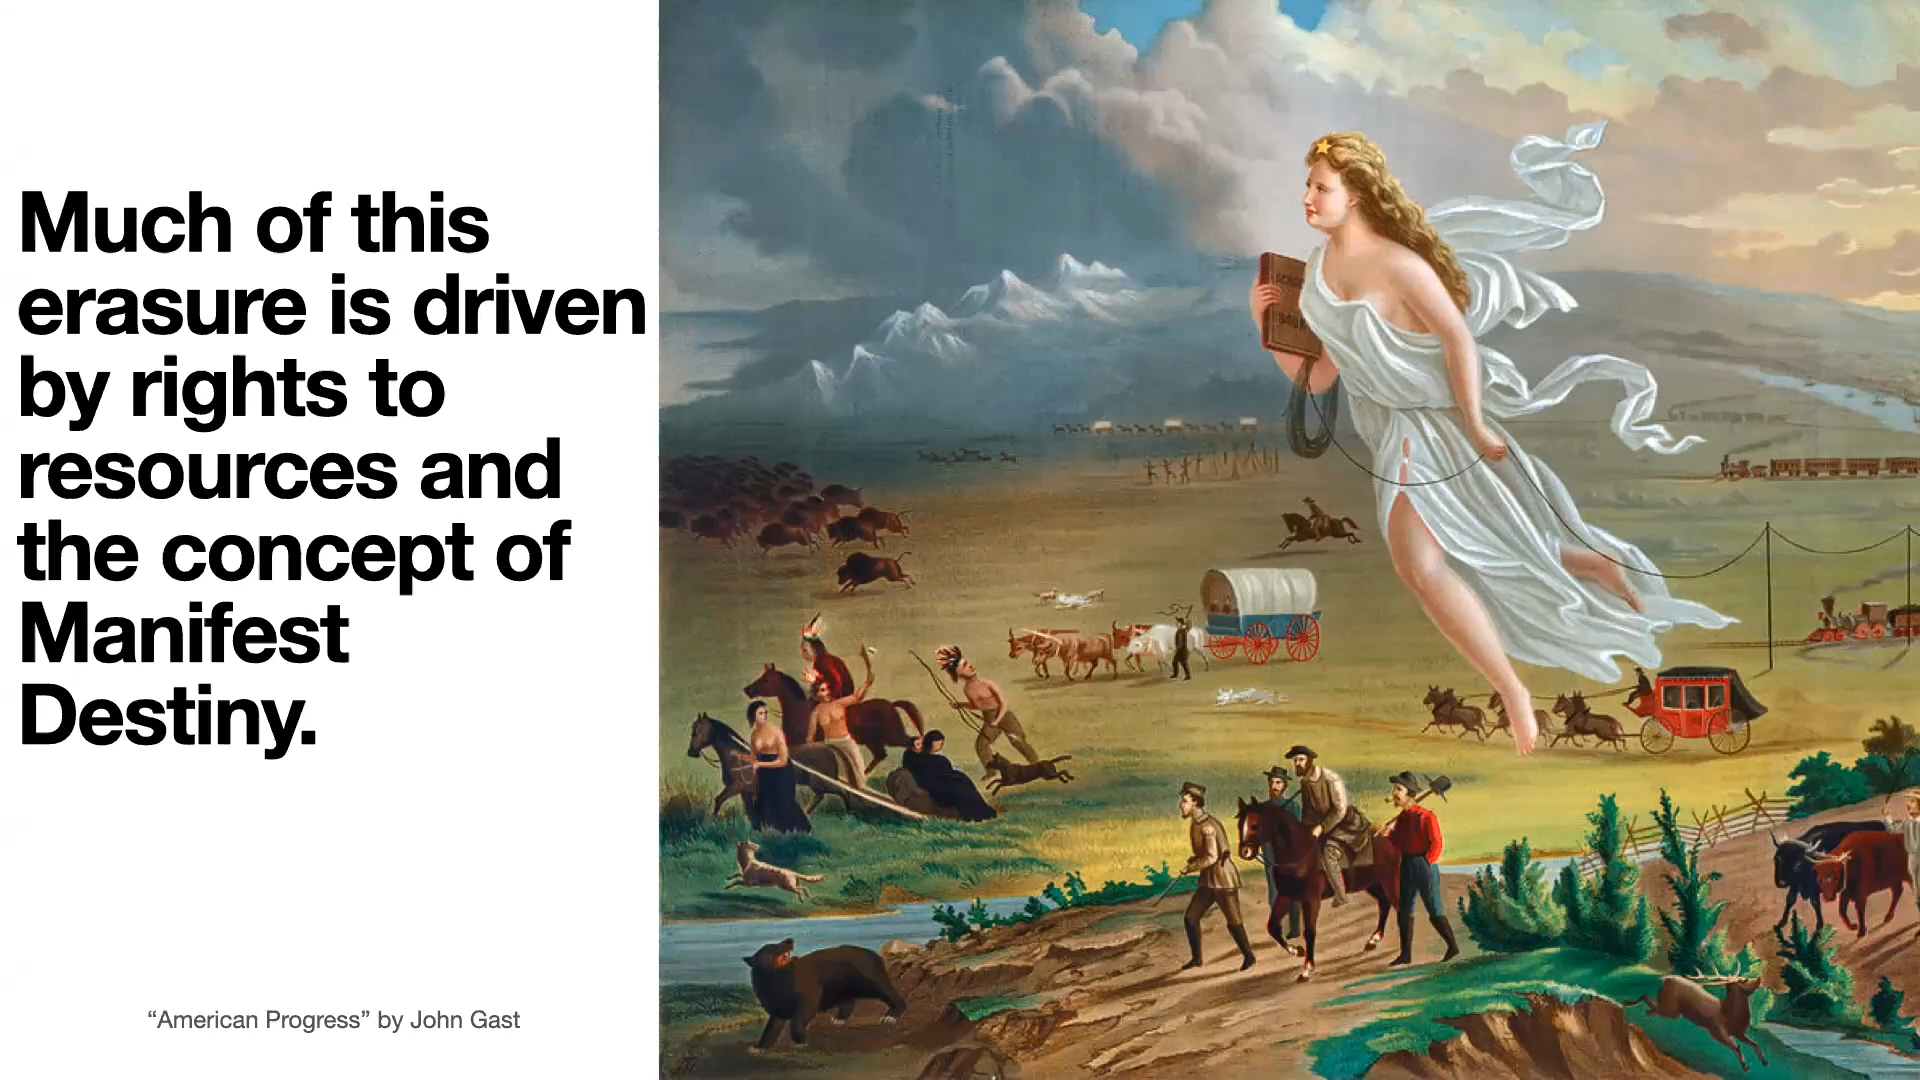 Much of this
erasure is driven
by rights to
resources and
the concept of
Manifest
Destiny.
“American Progress” by John Gast